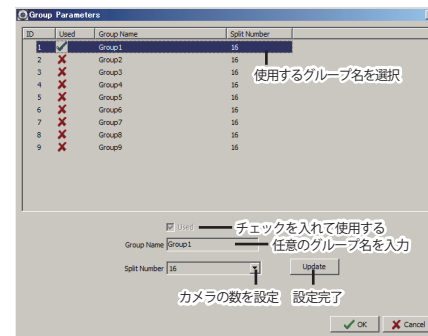 Group Parameters
ID Used Group Name Split Number
1 Group1 16
2 Group2 16
3 Group3 16
4 Group4 16
5 Group5 16
6 Group6 16
7 Group7 16
8 Group8 16
9 Group9 16
使用するグループ名を選択
Used チェックを入れて使用する
Group Name Group1 任意のグループ名を入力
Split Number 16 Update
カメラの数を設定 設定完了
OK Cancel